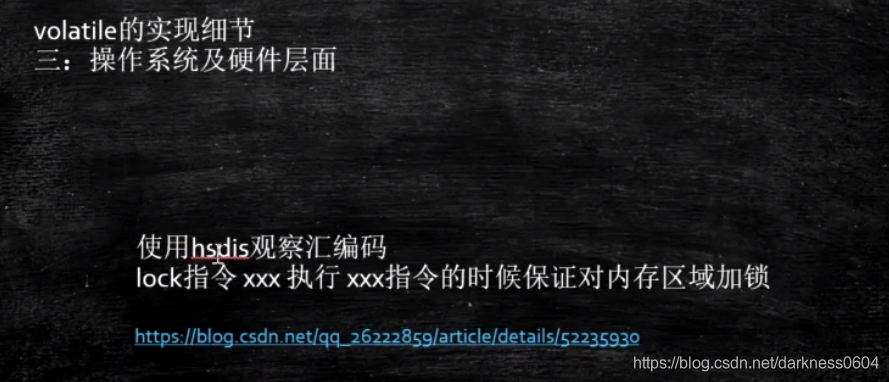 volatile的实现细节
三：操作系统及硬件层面
使用hsdis观察汇编码
lock指令 xxx 执行 xxx指令的时候保证对内存区域加锁
https://blog.csdn.net/qq_26222859/article/details/52235930
https://blog.csdn.net/darkness0604